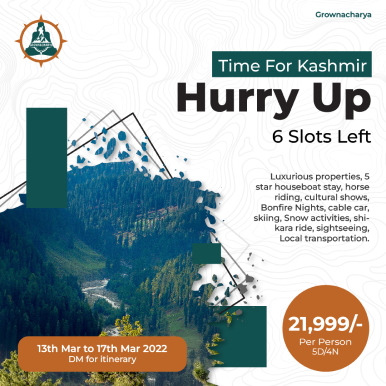 Grownacharya
GROWNACHARYA
Time For Kashmir
Hurry Up
6 Slots Left
Luxurious properties, 5
star houseboat stay, horse
riding, cultural shows,
Bonfire Nights, cable car,
skiing, Snow activities, shi-
kara ride, sightseeing,
Local transportation.
21,999/-
Per Person
5D/4N
13th Mar to 17th Mar 2022
DM for itinerary